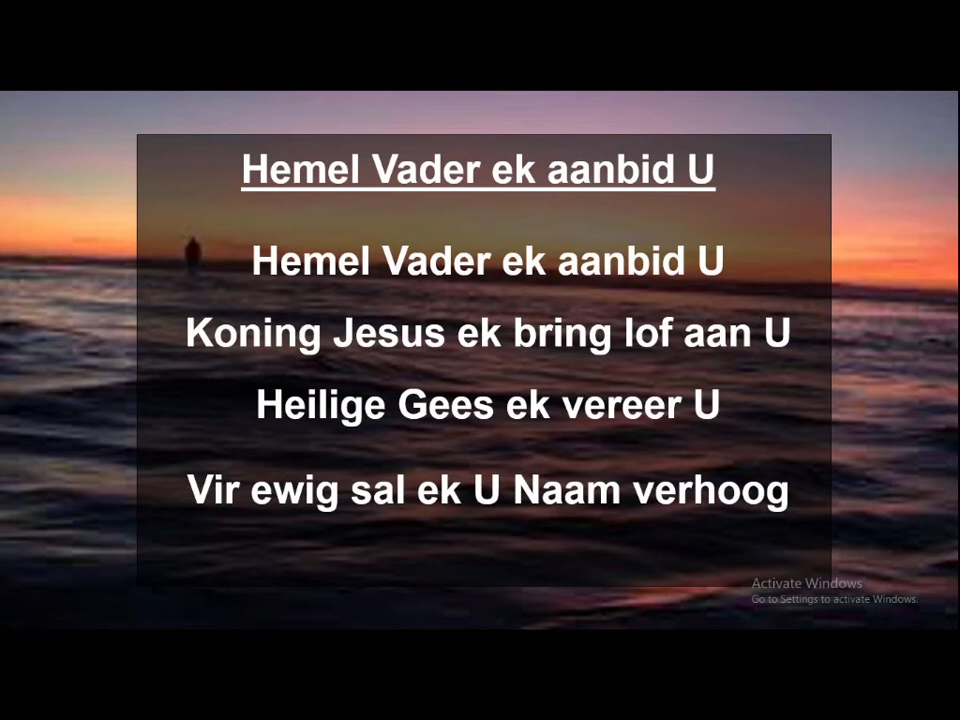 Hemel Vader ek aanbid U
Hemel Vader ek aanbid U
Koning Jesus ek bring lof aan U
Heilige Gees ek vereer U
Vir ewig sal ek U Naam verhoog
Activate Windows
Go to Settings to activate Windows.